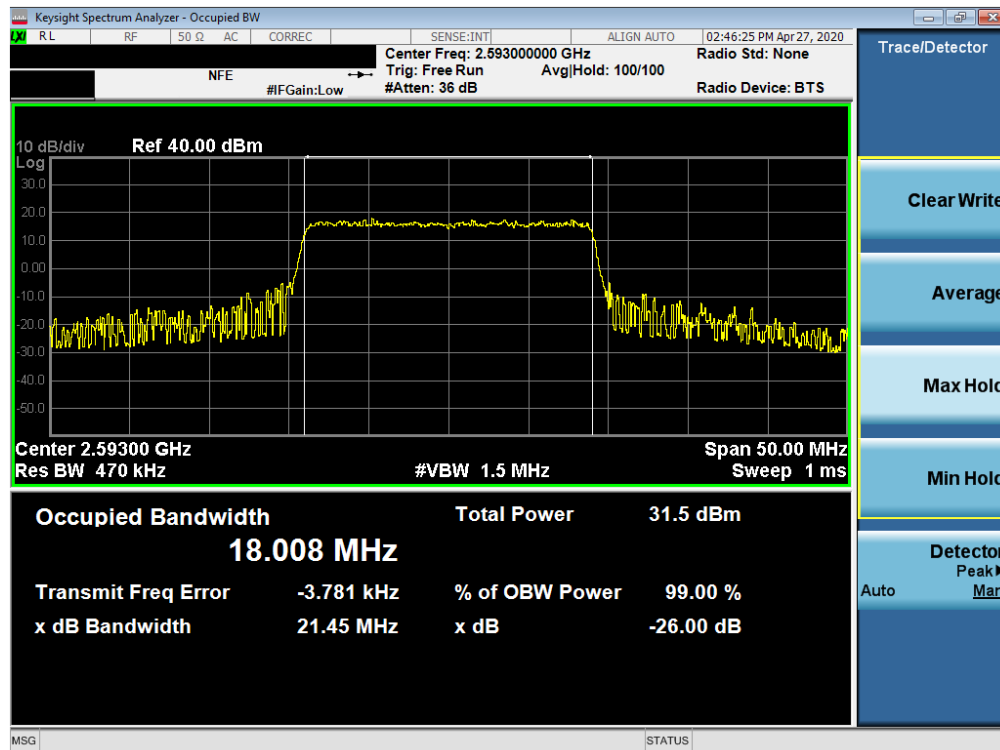 Keysight Spectrum Analyzer - Occupied BW
LXI RL RF 50 Ω AC CORREC SENSE:INT ALIGN AUTO 02:46:25 PM Apr 27, 2020
Center Freq: 2.593000000 GHz Radio Std: None
NFE Trig: Free Run Avg|Hold: 100/100
#IFGain:Low #Atten: 36 dB Radio Device: BTS
10 dB/div Ref 40.00 dBm
Log
30.0
20.0
10.0
0.00
-10.0
-20.0
-30.0
-40.0
-50.0
Center 2.59300 GHz Span 50.00 MHz
Res BW 470 kHz #VBW 1.5 MHz Sweep 1 ms
Occupied Bandwidth Total Power 31.5 dBm
18.008 MHz
Transmit Freq Error -3.781 kHz % of OBW Power 99.00 %
x dB Bandwidth 21.45 MHz x dB -26.00 dB
MSG STATUS
Trace/Detector
Clear Write
Average
Max Hold
Min Hold
Detector
Peak
Auto Man